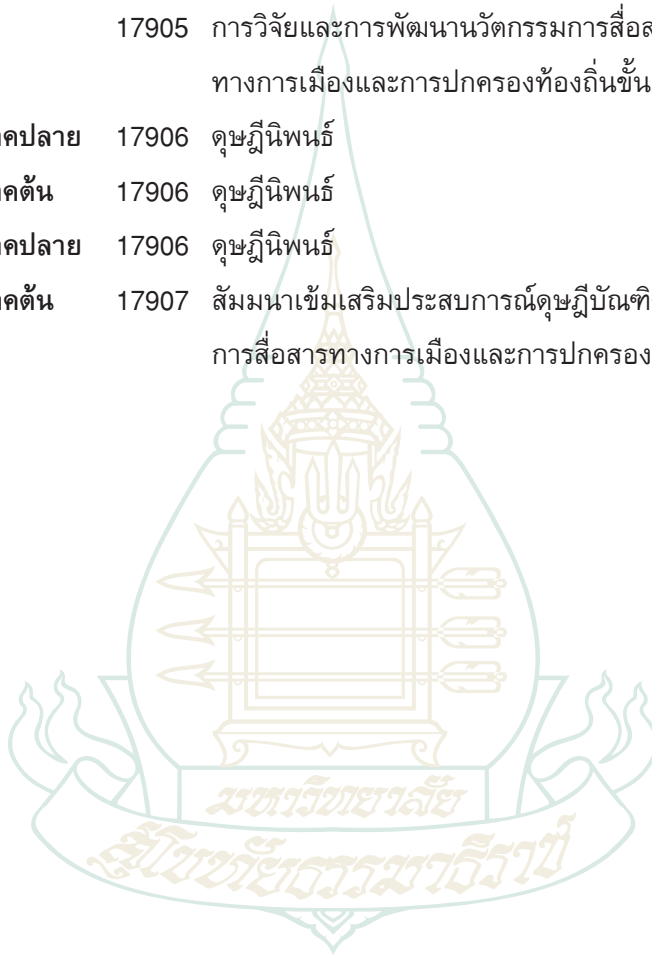 17905 การวิจัยและการพัฒนานวัตกรรมการสื่อส
ทางการเมืองและการปกครองท้องถิ่นขั้น
าคปลาย 17906 ดุษฎีนิพนธ์
าคต้น 17906 ดุษฎีนิพนธ์
าคปลาย 17906 ดุษฎีนิพนธ์
าคต้น 17907 สัมมนาเข้มเสริมประสบการณ์ดุษฎีบัณฑิ
การสื่อสารทางการเมืองและการปกครอง
มหาวิทยาลัย
สุโขทัยธรรมาธิราช